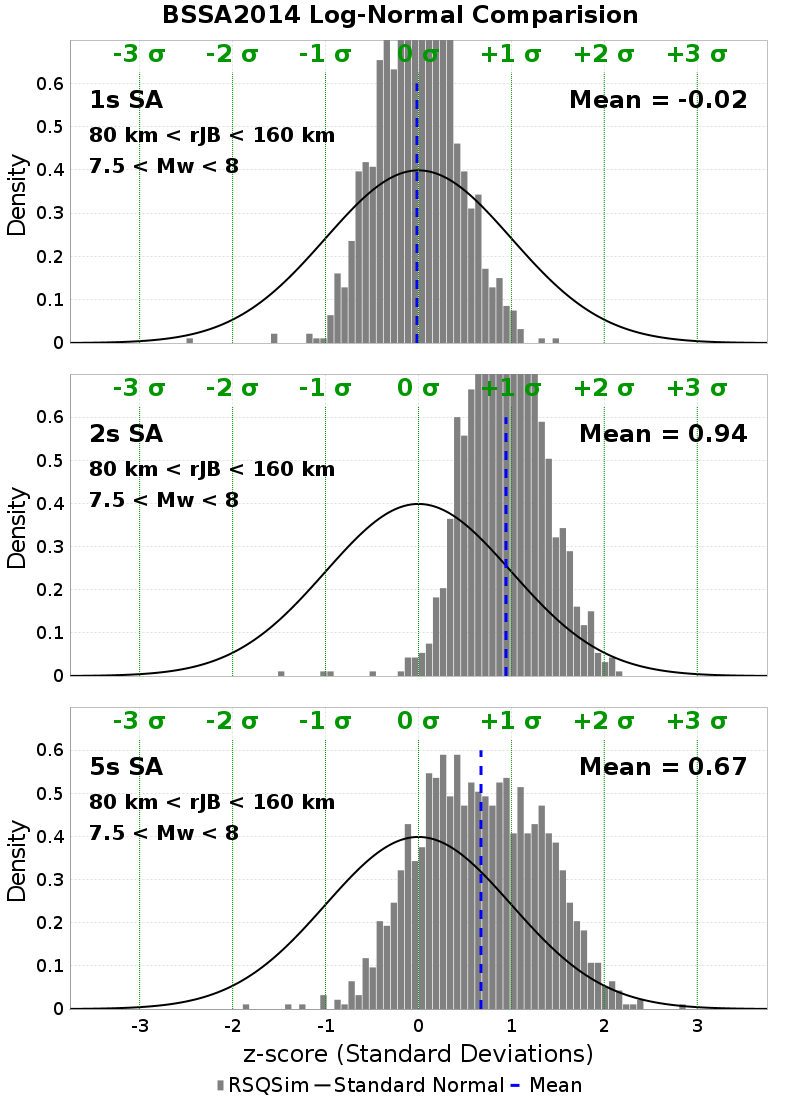 BSSA2014 Log-Normal Comparision
-3 σ -2 σ -1 σ 0 σ +1 σ +2 σ +3 σ
0.6
1s SA Mean = -0.02
0.5
80 km < rJB < 160 km
7.5 < Mw < 8
0.4
0.3
0.2
0.1
0
Density
-3 σ -2 σ -1 σ 0 σ +1 σ +2 σ +3 σ
0.6
2s SA Mean = 0.94
0.5
80 km < rJB < 160 km
7.5 < Mw < 8
0.4
0.3
0.2
0.1
0
Density
-3 σ -2 σ -1 σ 0 σ +1 σ +2 σ +3 σ
0.6
5s SA Mean = 0.67
0.5
80 km < rJB < 160 km
7.5 < Mw < 8
0.4
0.3
0.2
0.1
0
Density
-3 -2 -1 0 1 2 3
z-score (Standard Deviations)
RSQSim Standard Normal Mean